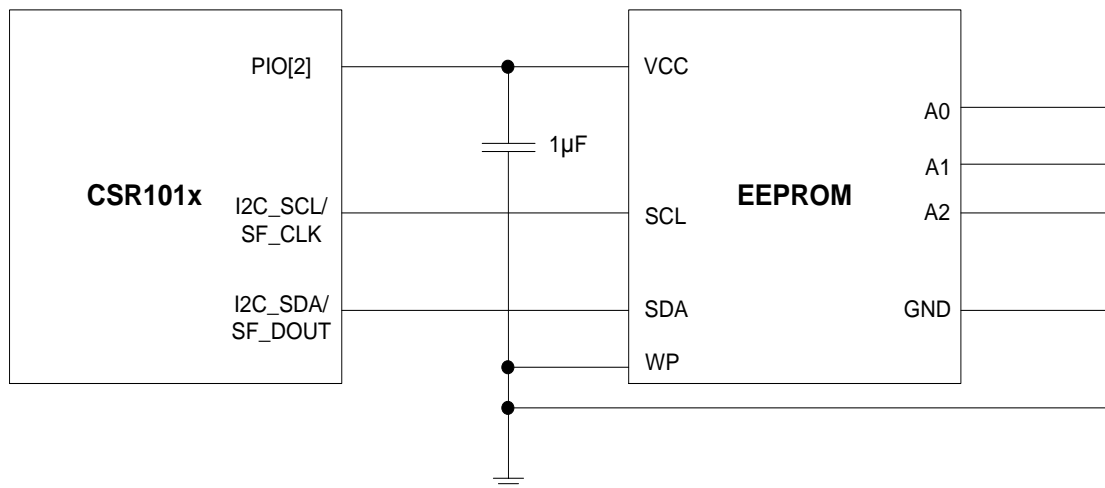 PIO[2]
VCC
A0
1µF
A1
CSR101x
EEPROM
I2C_SCL/
SF_CLK
SCL
A2
I2C_SDA/
SF_DOUT
SDA
GND
WP